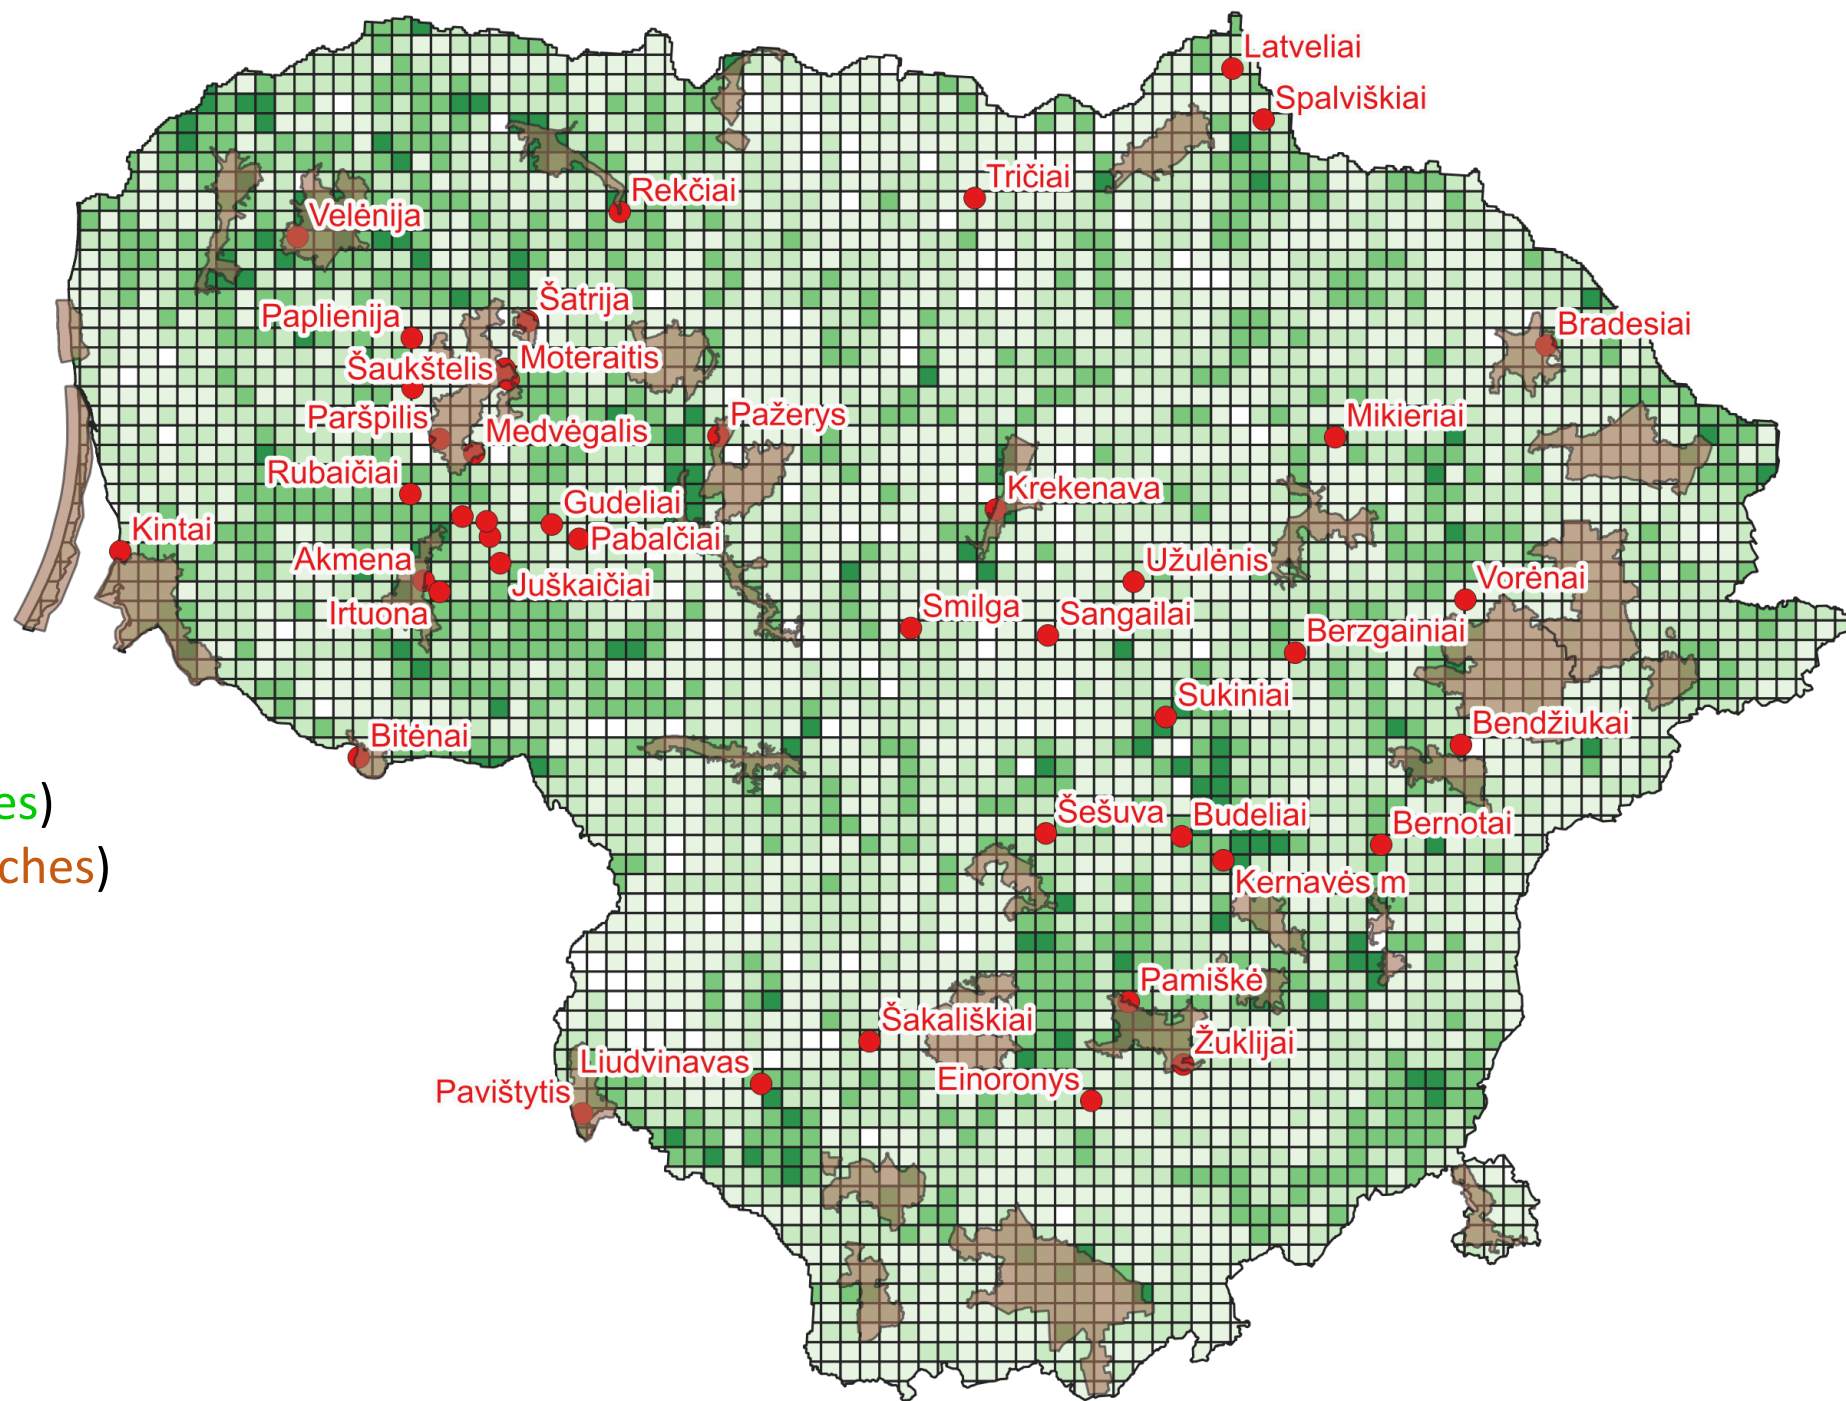 Latveliai
Spalviškiai
Tričiai
Rekčiai
Velėnija
Šatrija
Paplienija
Bradesiai
Moteraitis
Šaukštelis
Paršpilis
Pažerys
Mikieriai
Medvėgalis
Rubaičiai
Krekenava
Gudeliai
Kintai
Pabalčiai
Akmena
Užulėnis
Juškaičiai
Vorėnai
Smilga
Irtuona
Sangailai
Berzgainiai
Sukiniai
Bendžiukai
Bitėnai
es)
Šešuva
Budeliai
Bernotai
ches)
Kernavės m
Pamiškė
Šakališkiai
Žuklijai
Liudvinavas
Einoronys
Pavištytis